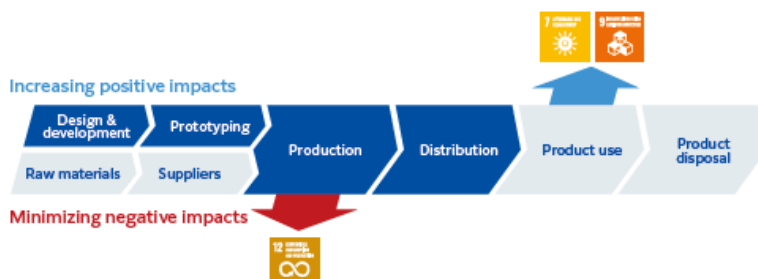 7
9
Increasing positive impacts
Design &
development
Prototyping
Production
Distribution
Product use
Product
disposal
Raw materials
Suppliers
Minimizing negative impacts
12